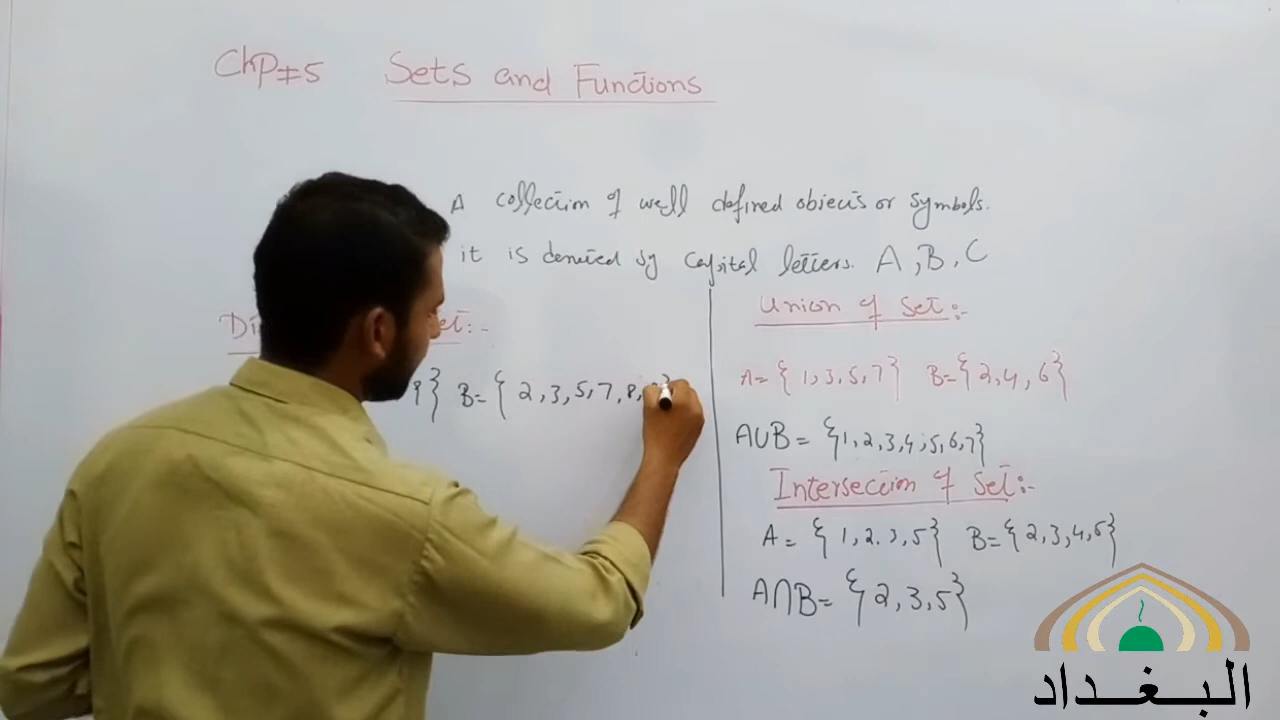 Chp#5 Sets and Functions
A collection of well defined objects or symbols.
it is denoted by capital letters. A, B, C
Set:-
9} B={ 2,3,5,7,8,
Union of Set:-
A={ 1,3,5,7} B={2,4,6}
A∪B = {1,2,3,4,5,6,7}
Intersection of Set:-
A={ 1,2,3,5} B={2,3,4,5}
A∩B= {2,3,5}
البغداد